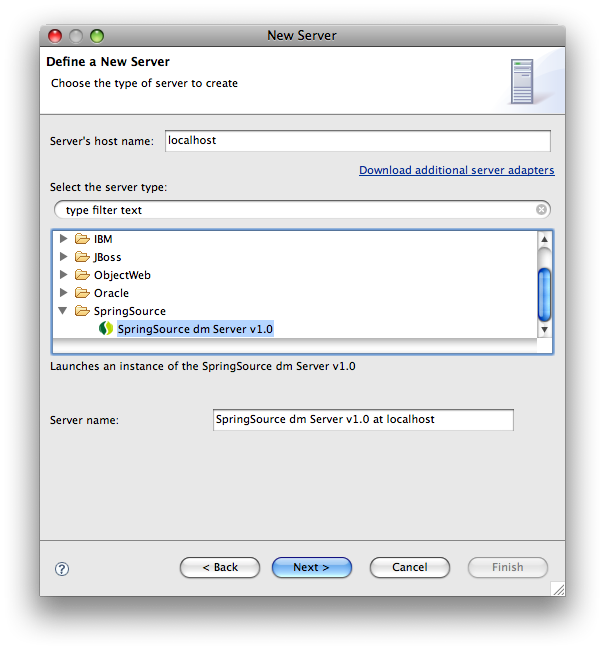 New Server
Define a New Server
Choose the type of server to create
Server's host name: localhost
Download additional server adapters
Select the server type:
type filter text
IBM
JBoss
ObjectWeb
Oracle
SpringSource
SpringSource dm Server v1.0
Launches an instance of the SpringSource dm Server v1.0
Server name: SpringSource dm Server v1.0 at localhost
? < Back Next > Cancel Finish